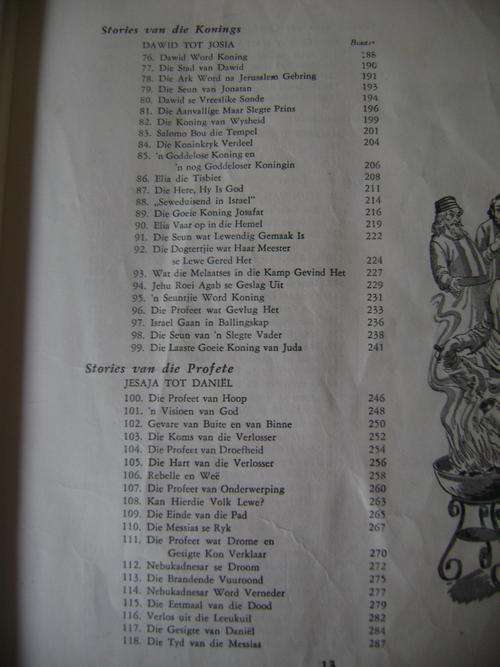 Stories van die Konings
DAWID TOT JOSIA
76. Dawid Word Koning 188
77. Die Stad van Dawid 190
78. Die Ark Word na Jerusalem Gebring 191
79. Die Seun van Jonatan 193
80. Dawid se Vreeslike Sonde 194
81. Die Aanvallige Maar Slegte Prins 196
82. Die Koning van Wysheid 199
83. Salomo Bou die Tempel 201
84. Die Koninkryk Verdeel 204
85. 'n Goddelose Koning en
'n nog Goddeloser Koningin 206
86. Elia die Tisbiet 208
87. Die Here, Hy Is God 211
88. „Seweduisend in Israel” 214
89. Die Goeie Koning Josafat 216
90. Elia Vaar op in die Hemel 219
91. Die Seun wat Lewendig Gemaak Is 222
92. Die Dogtertjie wat Haar Meester
se Lewe Gered Het 224
93. Wat die Melaatses in die Kamp Gevind Het 227
94. Jehu Roei Agab se Geslag Uit 229
95. 'n Seuntjie Word Koning 231
96. Die Profeet wat Gevlug Het 233
97. Israel Gaan in Ballingskap 236
98. Die Seun van 'n Slegte Vader 238
99. Die Laaste Goeie Koning van Juda 241
Stories van die Profete
JESAJA TOT DANIËL
100. Die Profeet van Hoop 246
101. 'n Visioen van God 248
102. Gevare van Buite en van Binne 250
103. Die Koms van die Verlosser 252
104. Die Profeet van Droefheid 254
105. Die Hart van die Verlosser 256
106. Rebelle en Weë 258
107. Die Profeet van Onderwerping 260
108. Kan Hierdie Volk Lewe? 263
109. Die Einde van die Pad 265
110. Die Messias se Ryk 267
111. Die Profeet wat Drome en
Gesigte Kon Verklaar 270
112. Nebukadnesar se Droom 272
113. Die Brandende Vuuroond 275
114. Nebukadnesar Word Verneder 277
115. Die Eetmaal van die Dood 279
116. Verlos uit die Leeukuil 282
117. Die Gesigte van Daniël 284
118. Die Tyd van die Messias 287
13